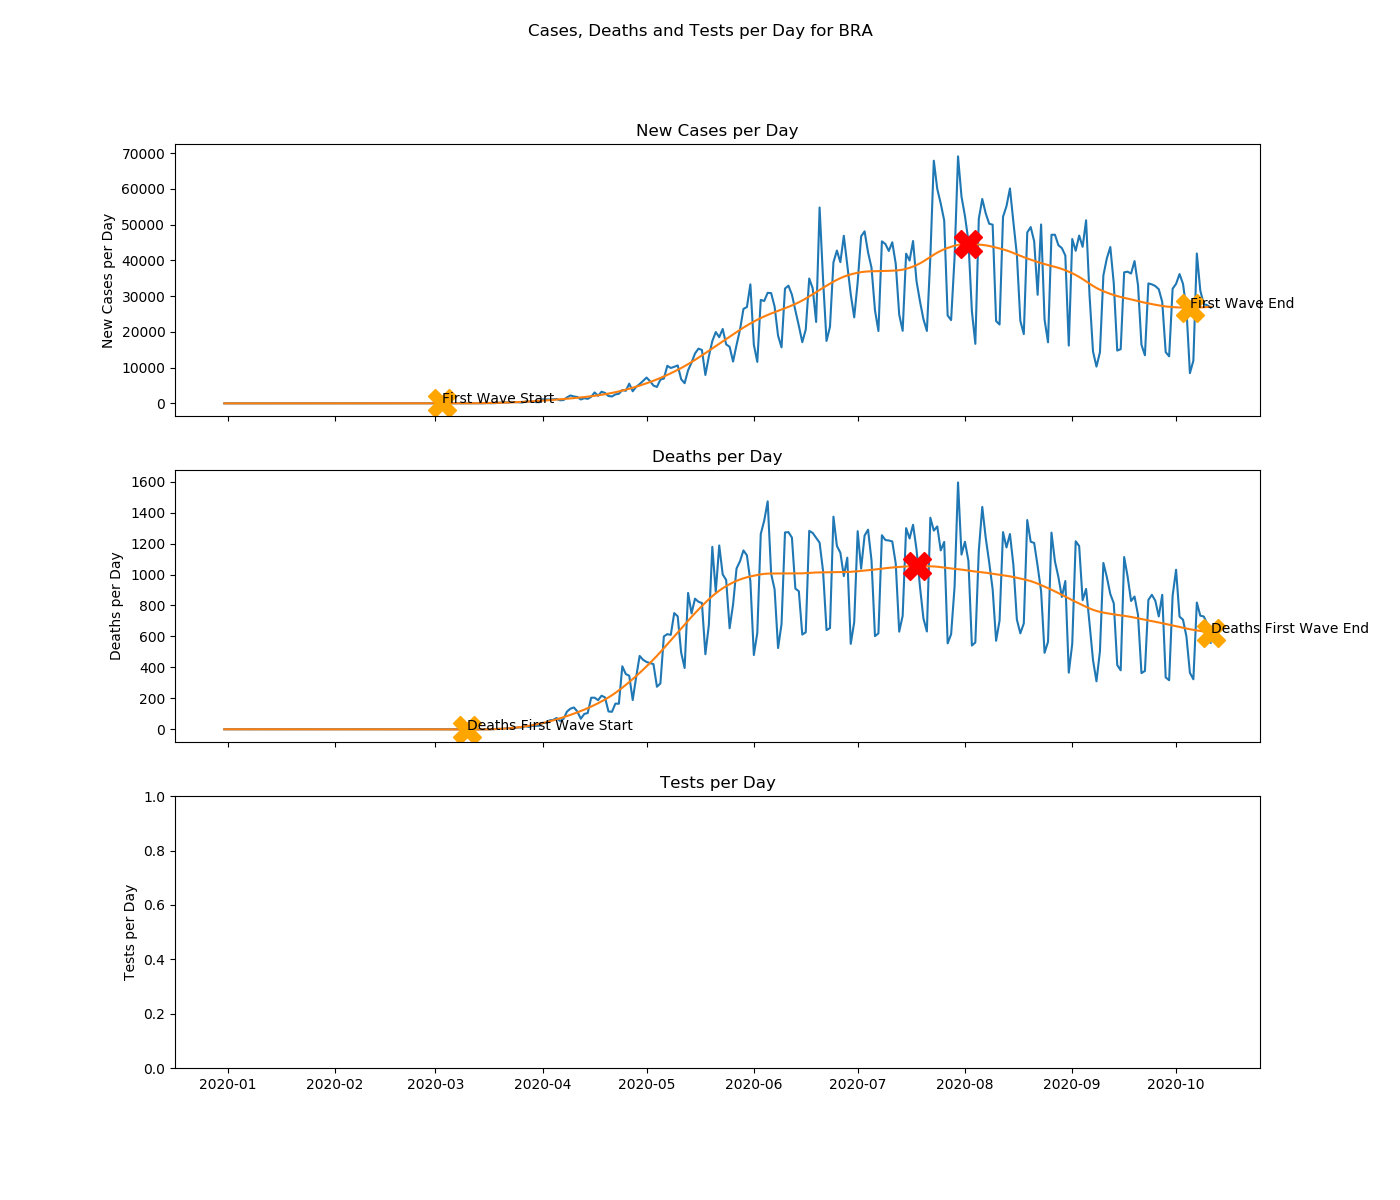 Cases, Deaths and Tests per Day for BRA
New Cases per Day
New Cases per Day
70000
60000
50000
40000
30000
20000
10000
0
First Wave Start
First Wave End
Deaths per Day
Deaths per Day
1600
1400
1200
1000
800
600
400
200
0
Deaths First Wave Start
Deaths First Wave End
Tests per Day
Tests per Day
1.0
0.8
0.6
0.4
0.2
0.0
2020-01 2020-02 2020-03 2020-04 2020-05 2020-06 2020-07 2020-08 2020-09 2020-10